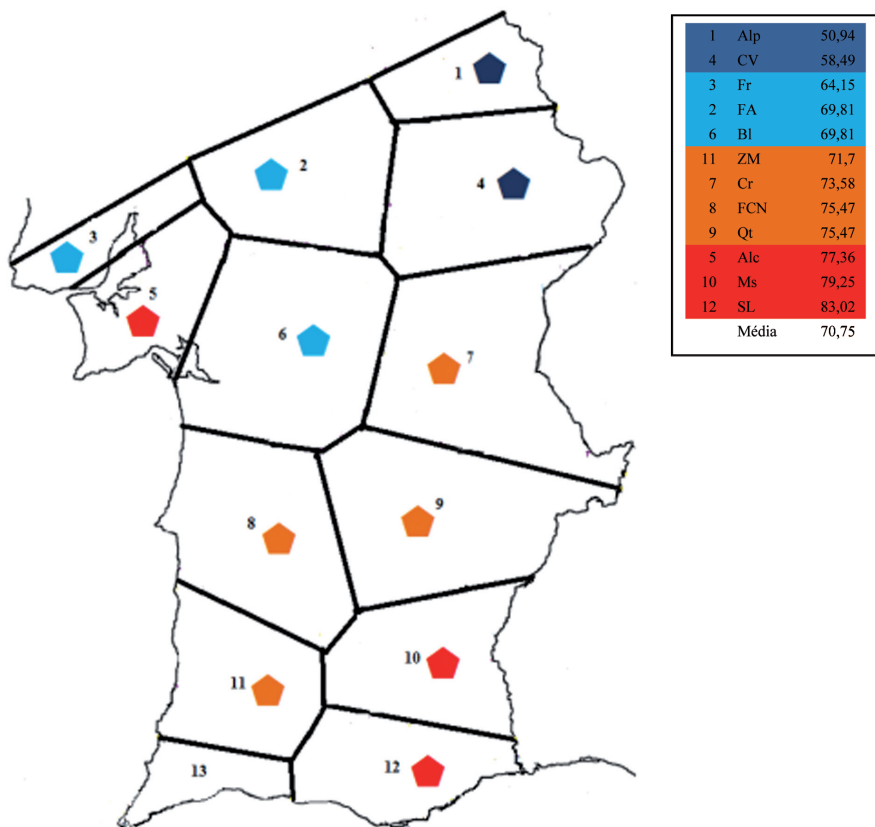 1
2
3
4
5
6
7
8
9
10
11
12
13
1 Alp 50,94
4 CV 58,49
3 Fr 64,15
2 FA 69,81
6 Bl 69,81
11 ZM 71,7
7 Cr 73,58
8 FCN 75,47
9 Qt 75,47
5 Alc 77,36
10 Ms 79,25
12 SL 83,02
Média 70,75